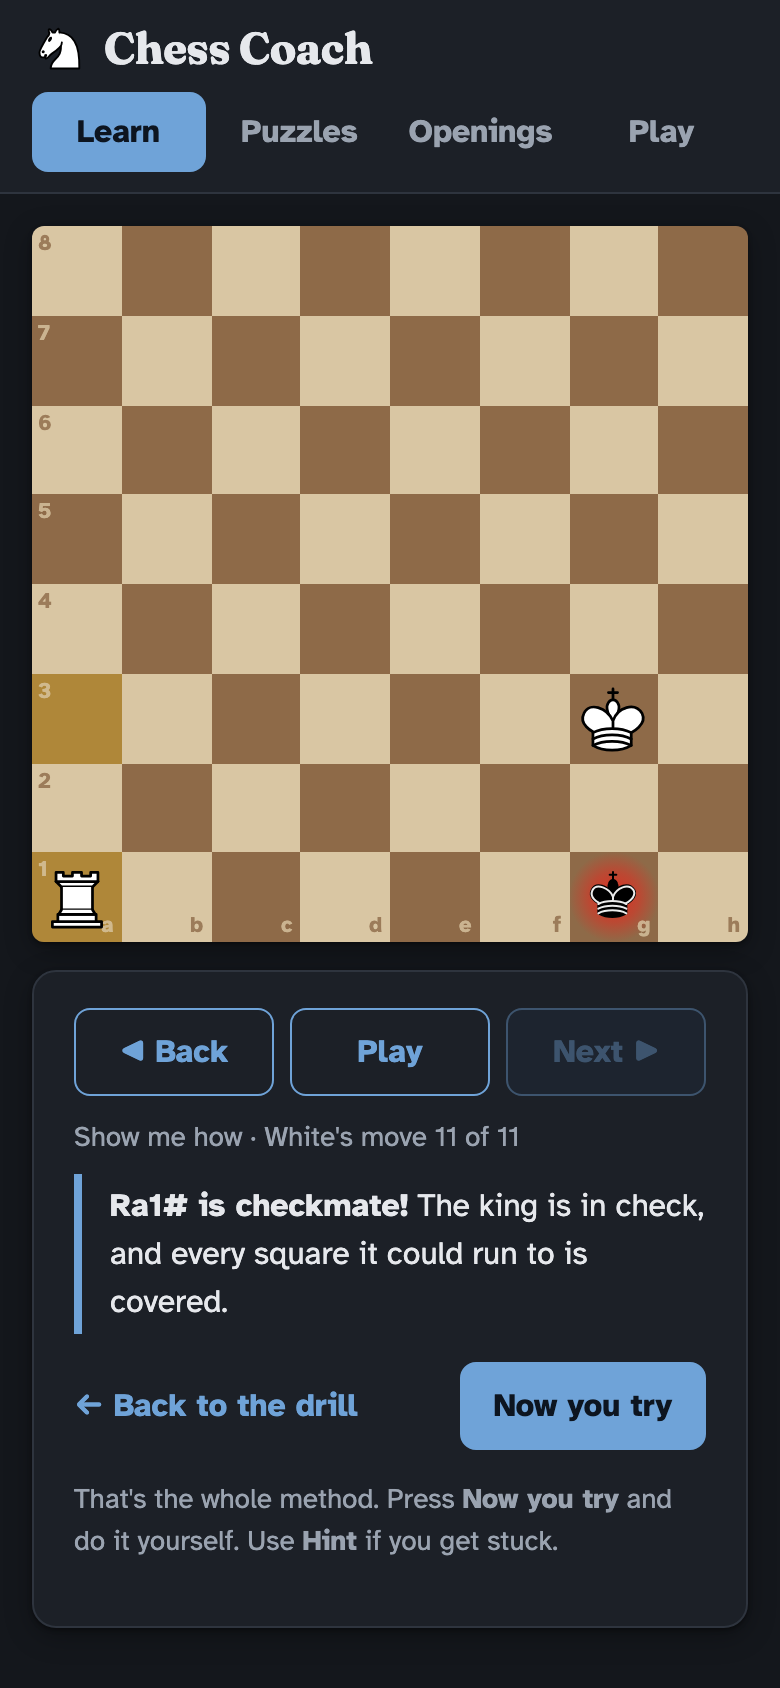 Chess Coach
Learn Puzzles Openings Play
8
7
6
5
4
3
2
1
a b c d e f g h
◀ Back Play Next ▶
Show me how · White's move 11 of 11
Ra1# is checkmate! The king is in check,
and every square it could run to is
covered.
← Back to the drill Now you try
That's the whole method. Press Now you try and
do it yourself. Use Hint if you get stuck.